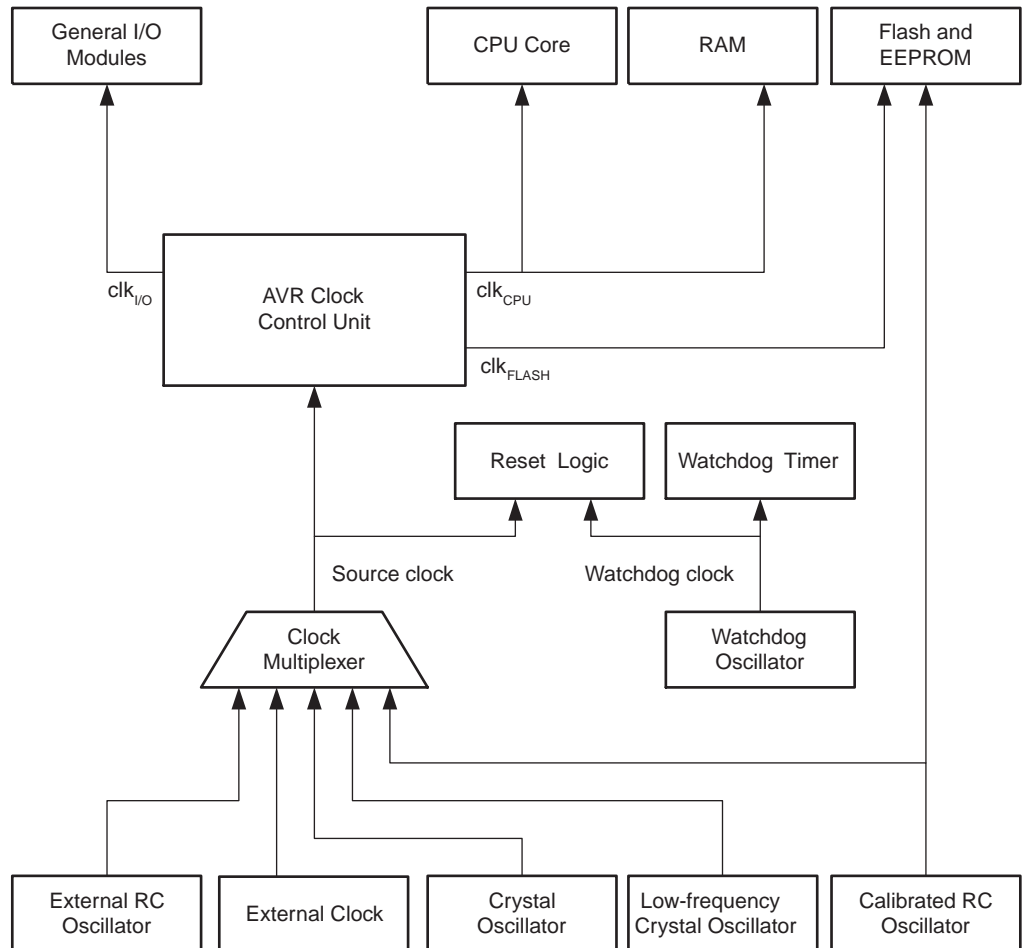 General I/O
Modules
CPU Core
RAM
Flash and
EEPROM
clkI/O
AVR Clock
Control Unit
clkCPU
clkFLASH
Reset Logic
Watchdog Timer
Source clock
Watchdog clock
Clock
Multiplexer
Watchdog
Oscillator
External RC
Oscillator
External Clock
Crystal
Oscillator
Low-frequency
Crystal Oscillator
Calibrated RC
Oscillator